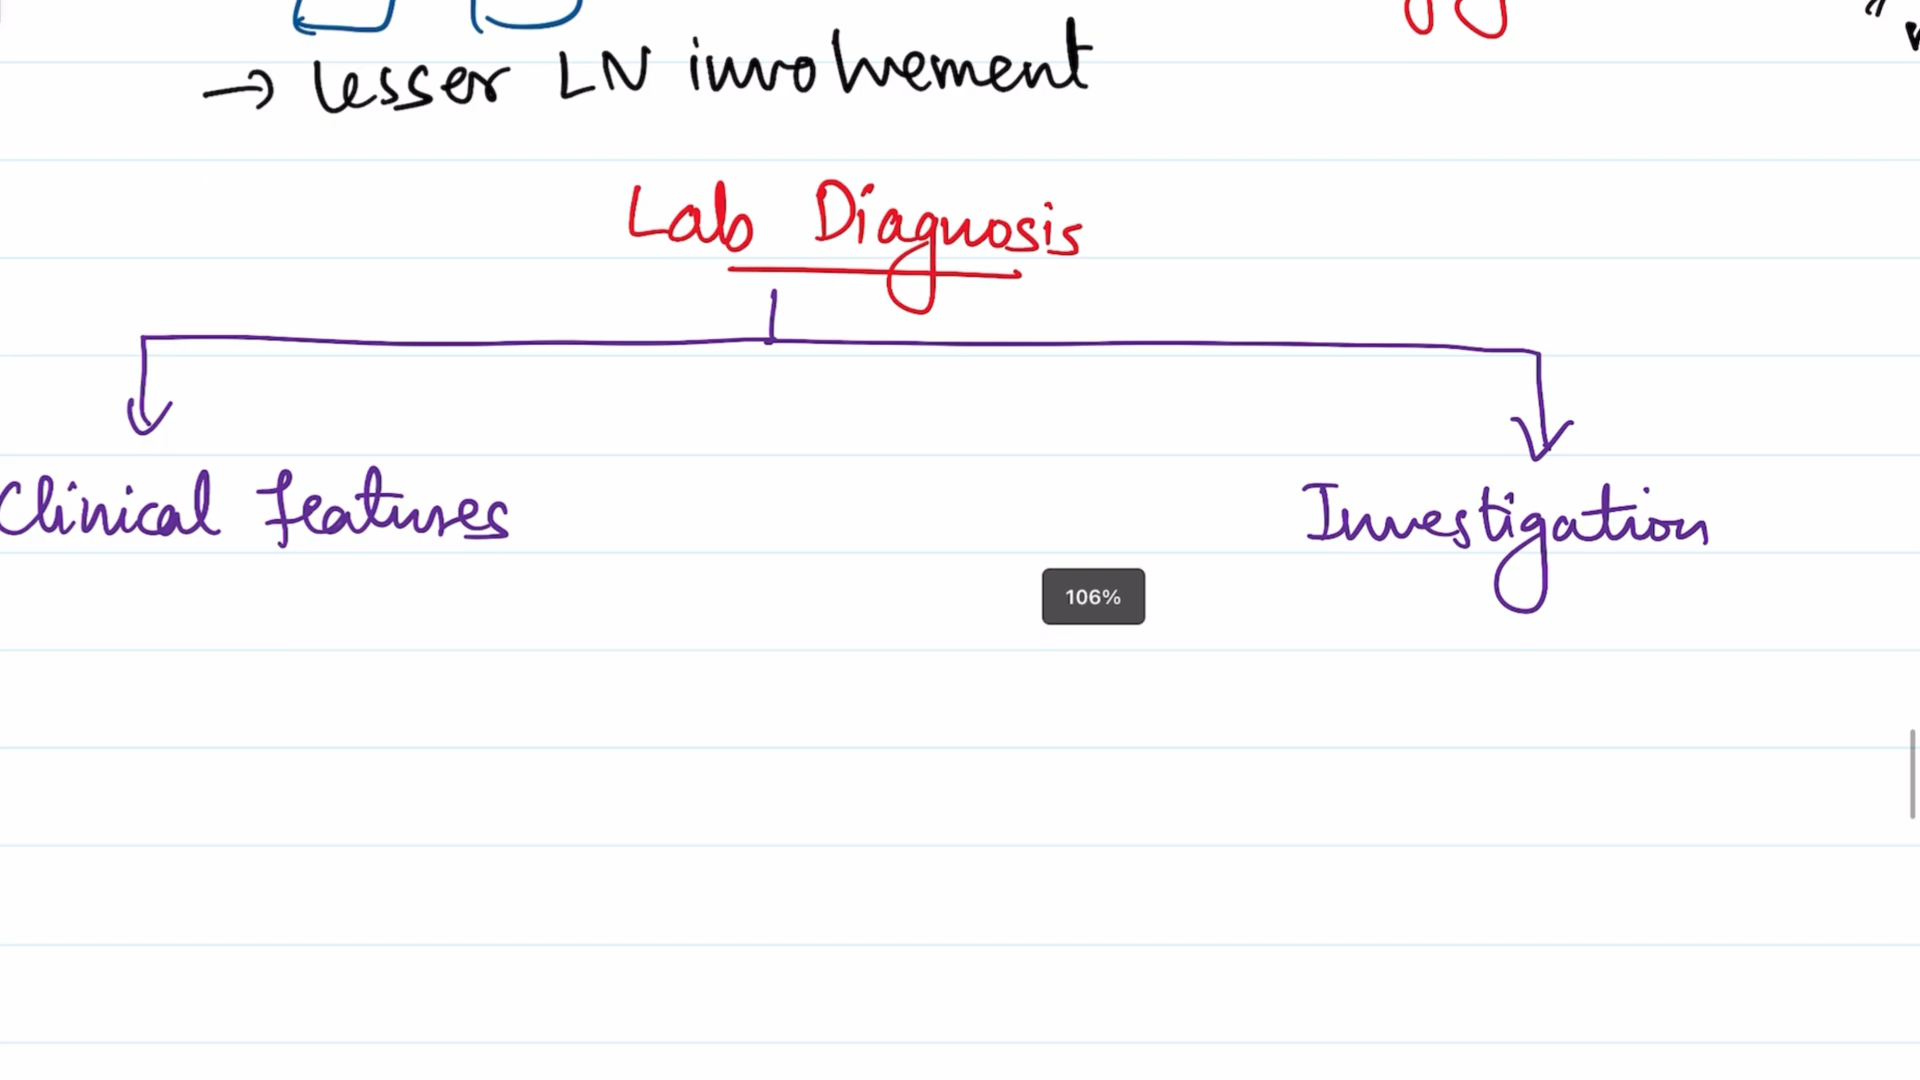 → lesser LN involvement
Lab Diagnosis
Clinical features
Investigation
106%